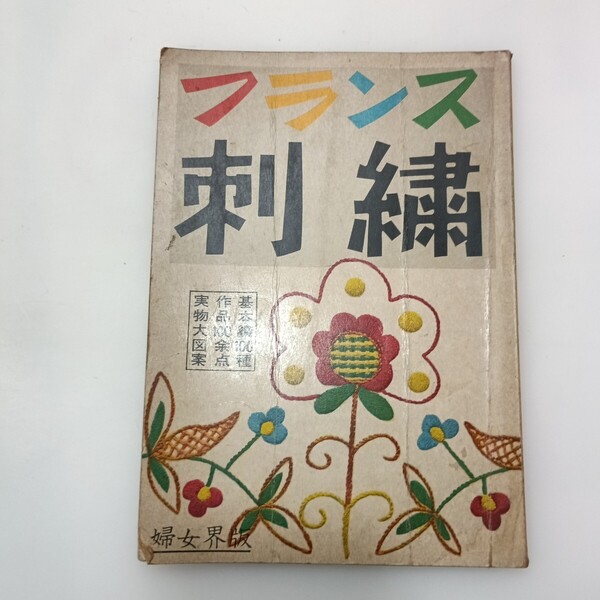 フランス
刺繍
基本繍100種
作品100余点
実物大図案
婦女界版